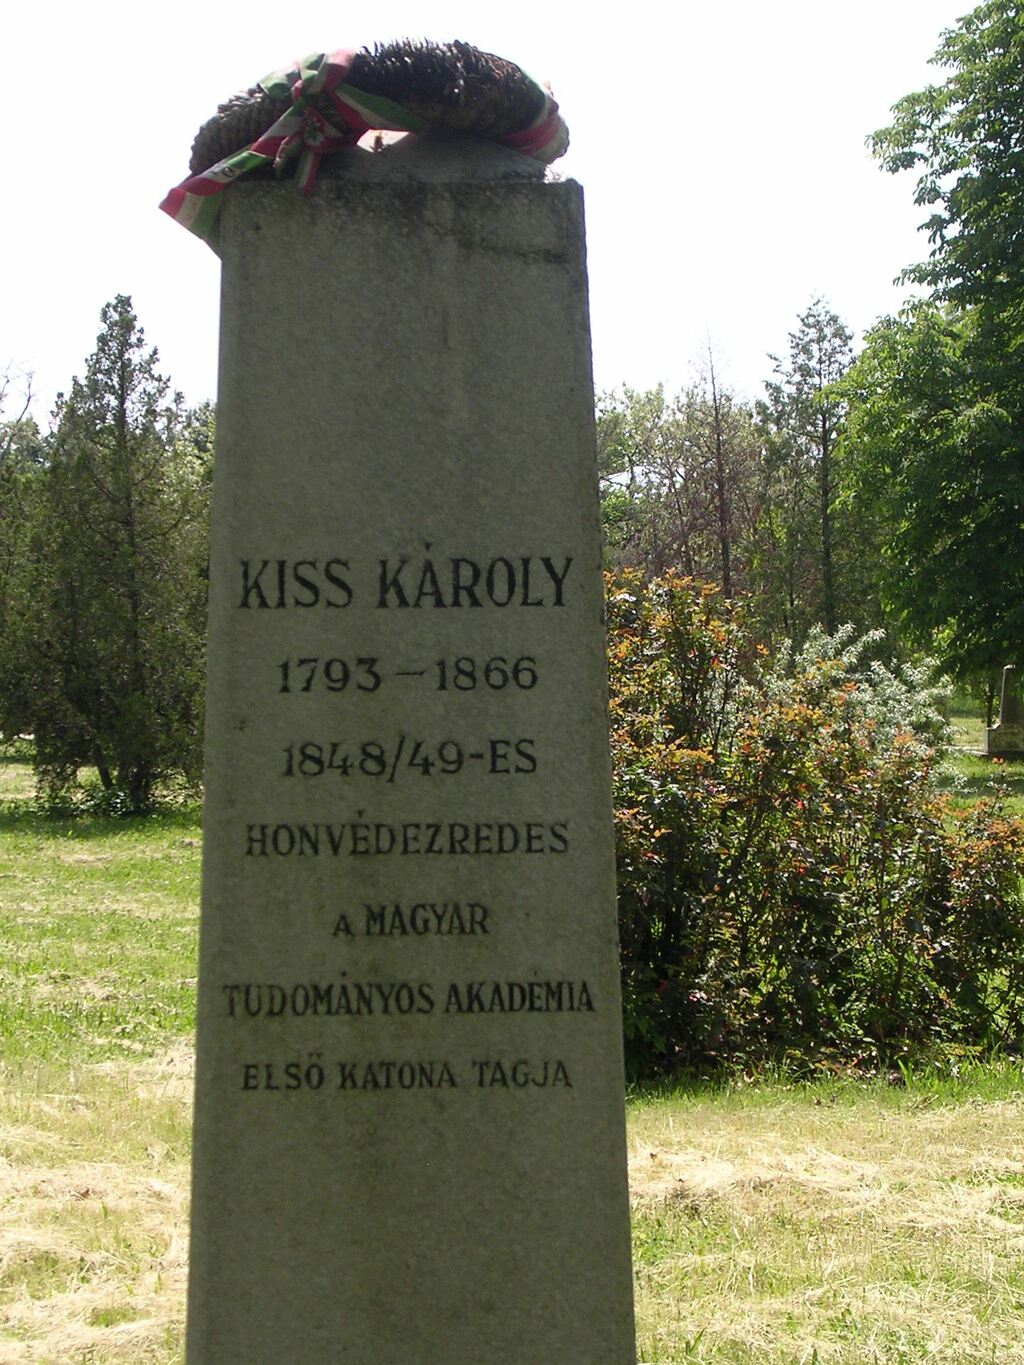 KISS KÁROLY
1793 – 1866
1848/49-ES
HONVÉDEZREDES
A MAGYAR
TUDOMÁNYOS AKADÉMIA
ELSŐ KATONA TAGJA